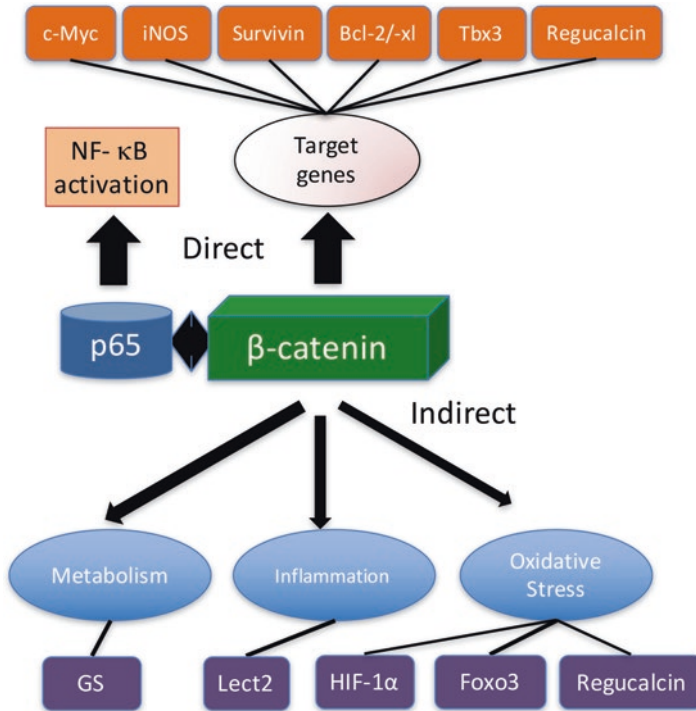 c-Myc iNOS Survivin Bcl-2/-xl Tbx3 Regucalcin
NF- κB
activation
Target
genes
Direct
p65 β-catenin
Indirect
Metabolism Inflammation Oxidative
Stress
GS Lect2 HIF-1α Foxo3 Regucalcin